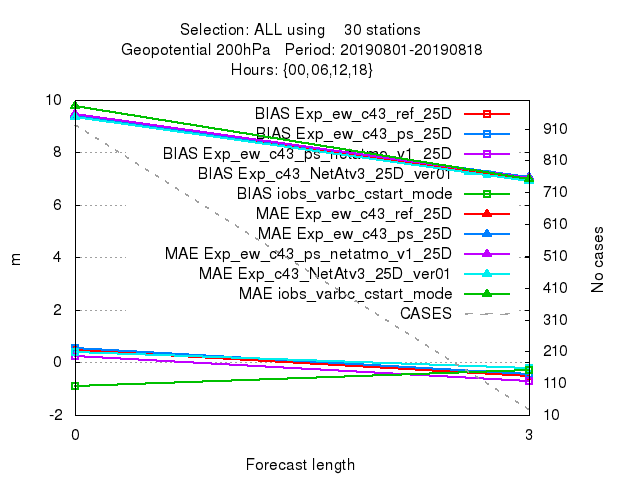 Selection: ALL using 30 stations
Geopotential 200hPa Period: 20190801-20190818
Hours: {00,06,12,18}
BIAS Exp_ew_c43_ref_25D
BIAS Exp_ew_c43_ps_25D
BIAS Exp_ew_c43_ps_netatmo_v1_25D
BIAS Exp_c43_NetAtv3_25D_ver01
BIAS iobs_varbc_cstart_mode
MAE Exp_ew_c43_ref_25D
MAE Exp_ew_c43_ps_25D
MAE Exp_ew_c43_ps_netatmo_v1_25D
MAE Exp_c43_NetAtv3_25D_ver01
MAE iobs_varbc_cstart_mode
CASES
10
8
6
4
2
0
-2
m
910
810
710
610
510
410
310
210
110
10
No cases
0 3
Forecast length